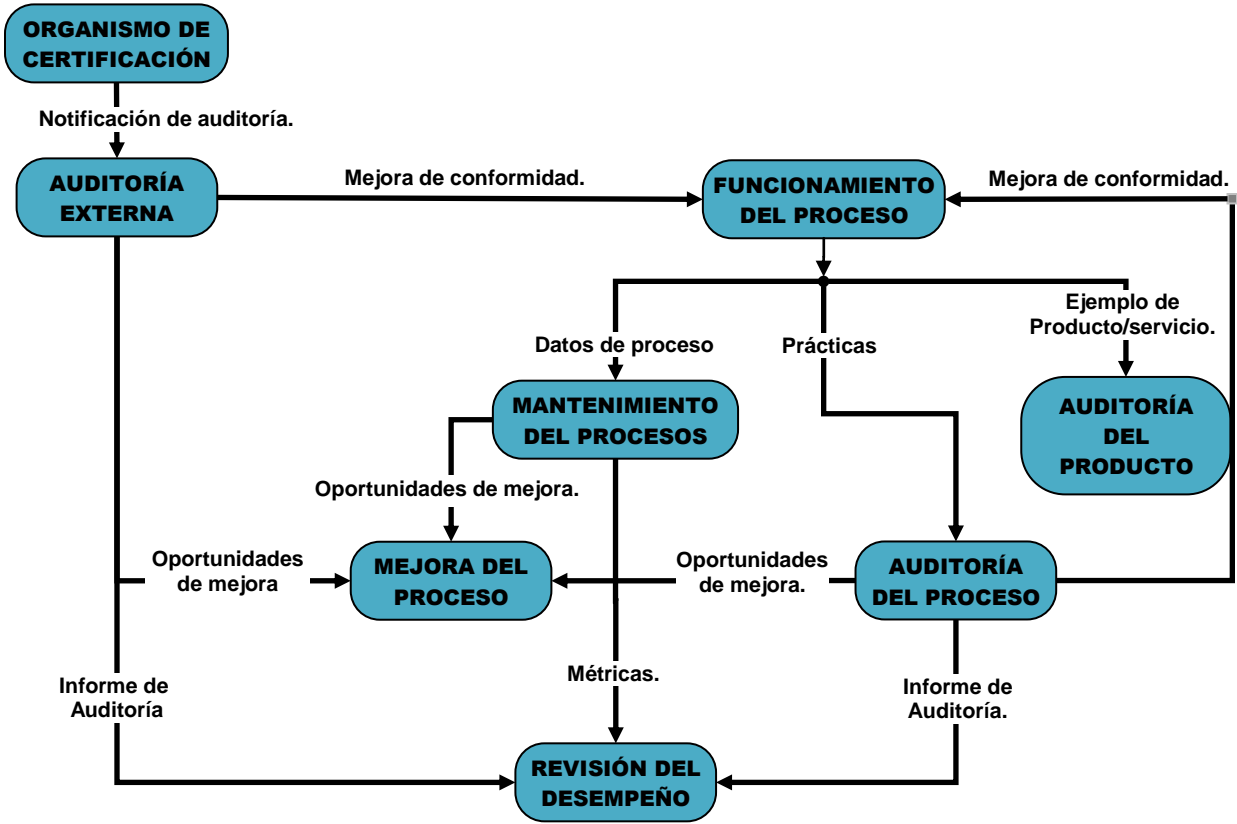 ORGANISMO DE
CERTIFICACIÓN
Notificación de auditoría.
AUDITORÍA
EXTERNA
Mejora de conformidad.
FUNCIONAMIENTO
DEL PROCESO
Mejora de conformidad.
Ejemplo de
Producto/servicio.
Datos de proceso
Prácticas
MANTENIMIENTO
DEL PROCESOS
AUDITORÍA
DEL
PRODUCTO
Oportunidades de mejora.
Oportunidades
de mejora
MEJORA DEL
PROCESO
Oportunidades
de mejora.
AUDITORÍA
DEL PROCESO
Informe de
Auditoría
Métricas.
Informe de
Auditoría.
REVISIÓN DEL
DESEMPEÑO